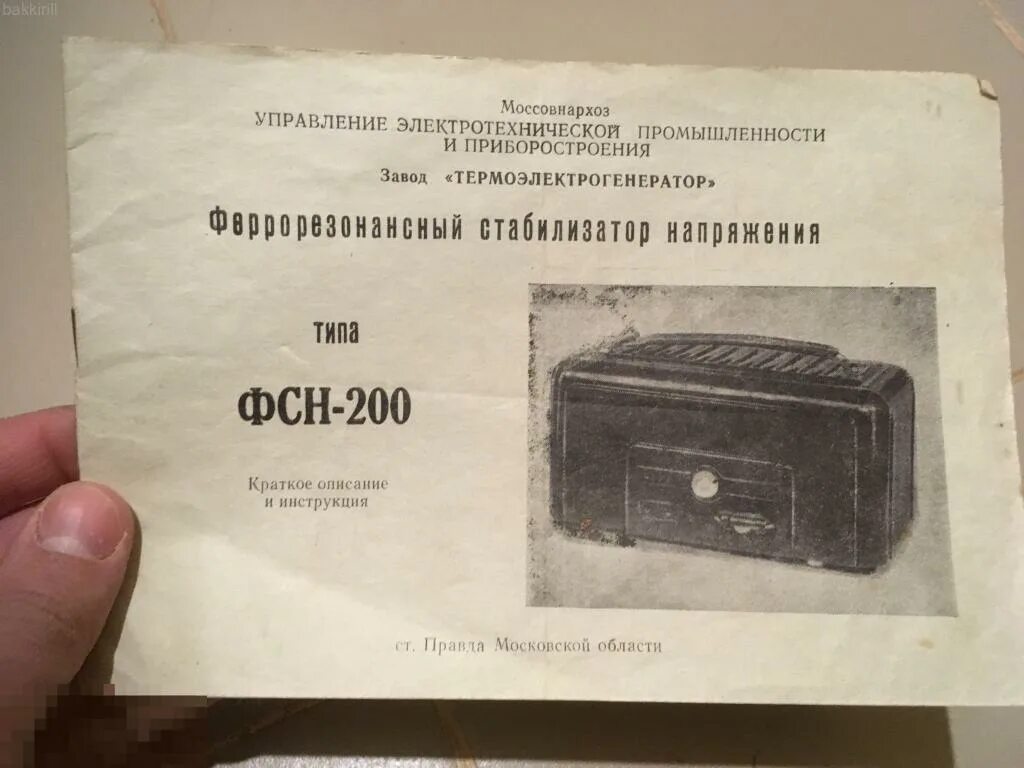 bakkirill
Моссовнархоз
УПРАВЛЕНИЕ ЭЛЕКТРОТЕХНИЧЕСКОЙ ПРОМЫШЛЕННОСТИ
И ПРИБОРОСТРОЕНИЯ
Завод «ТЕРМОЭЛЕКТРОГЕНЕРАТОР»
Феррорезонансный стабилизатор напряжения
типа
ФСН-200
Краткое описание
и инструкция
ст. Правда Московской области